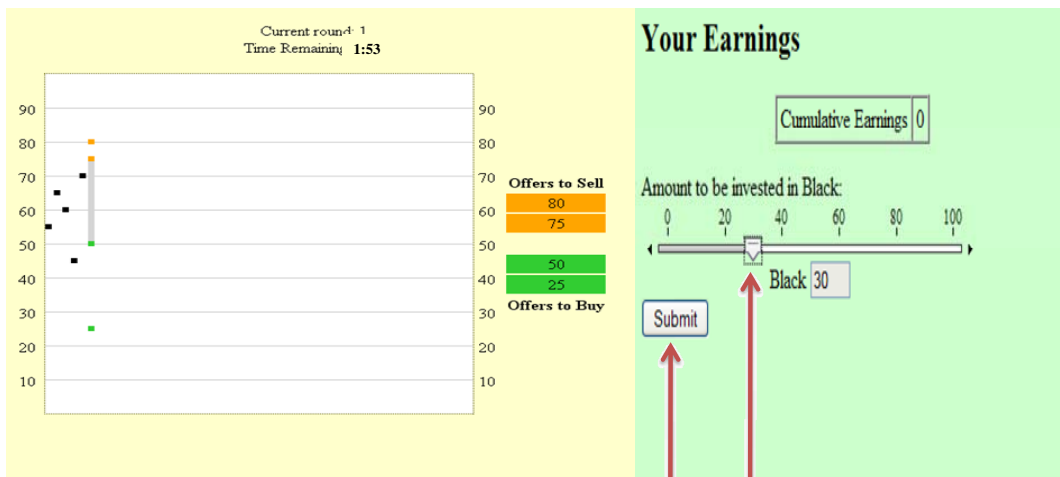 Current round: 1
Time Remaining 1:53
90
80
70
60
50
40
30
20
10
90
80
70
60
50
40
30
20
10
Offers to Sell
80
75
50
25
Offers to Buy
Your Earnings
Cumulative Earnings 0
Amount to be invested in Black:
0 20 40 60 80 100
Black 30
Submit